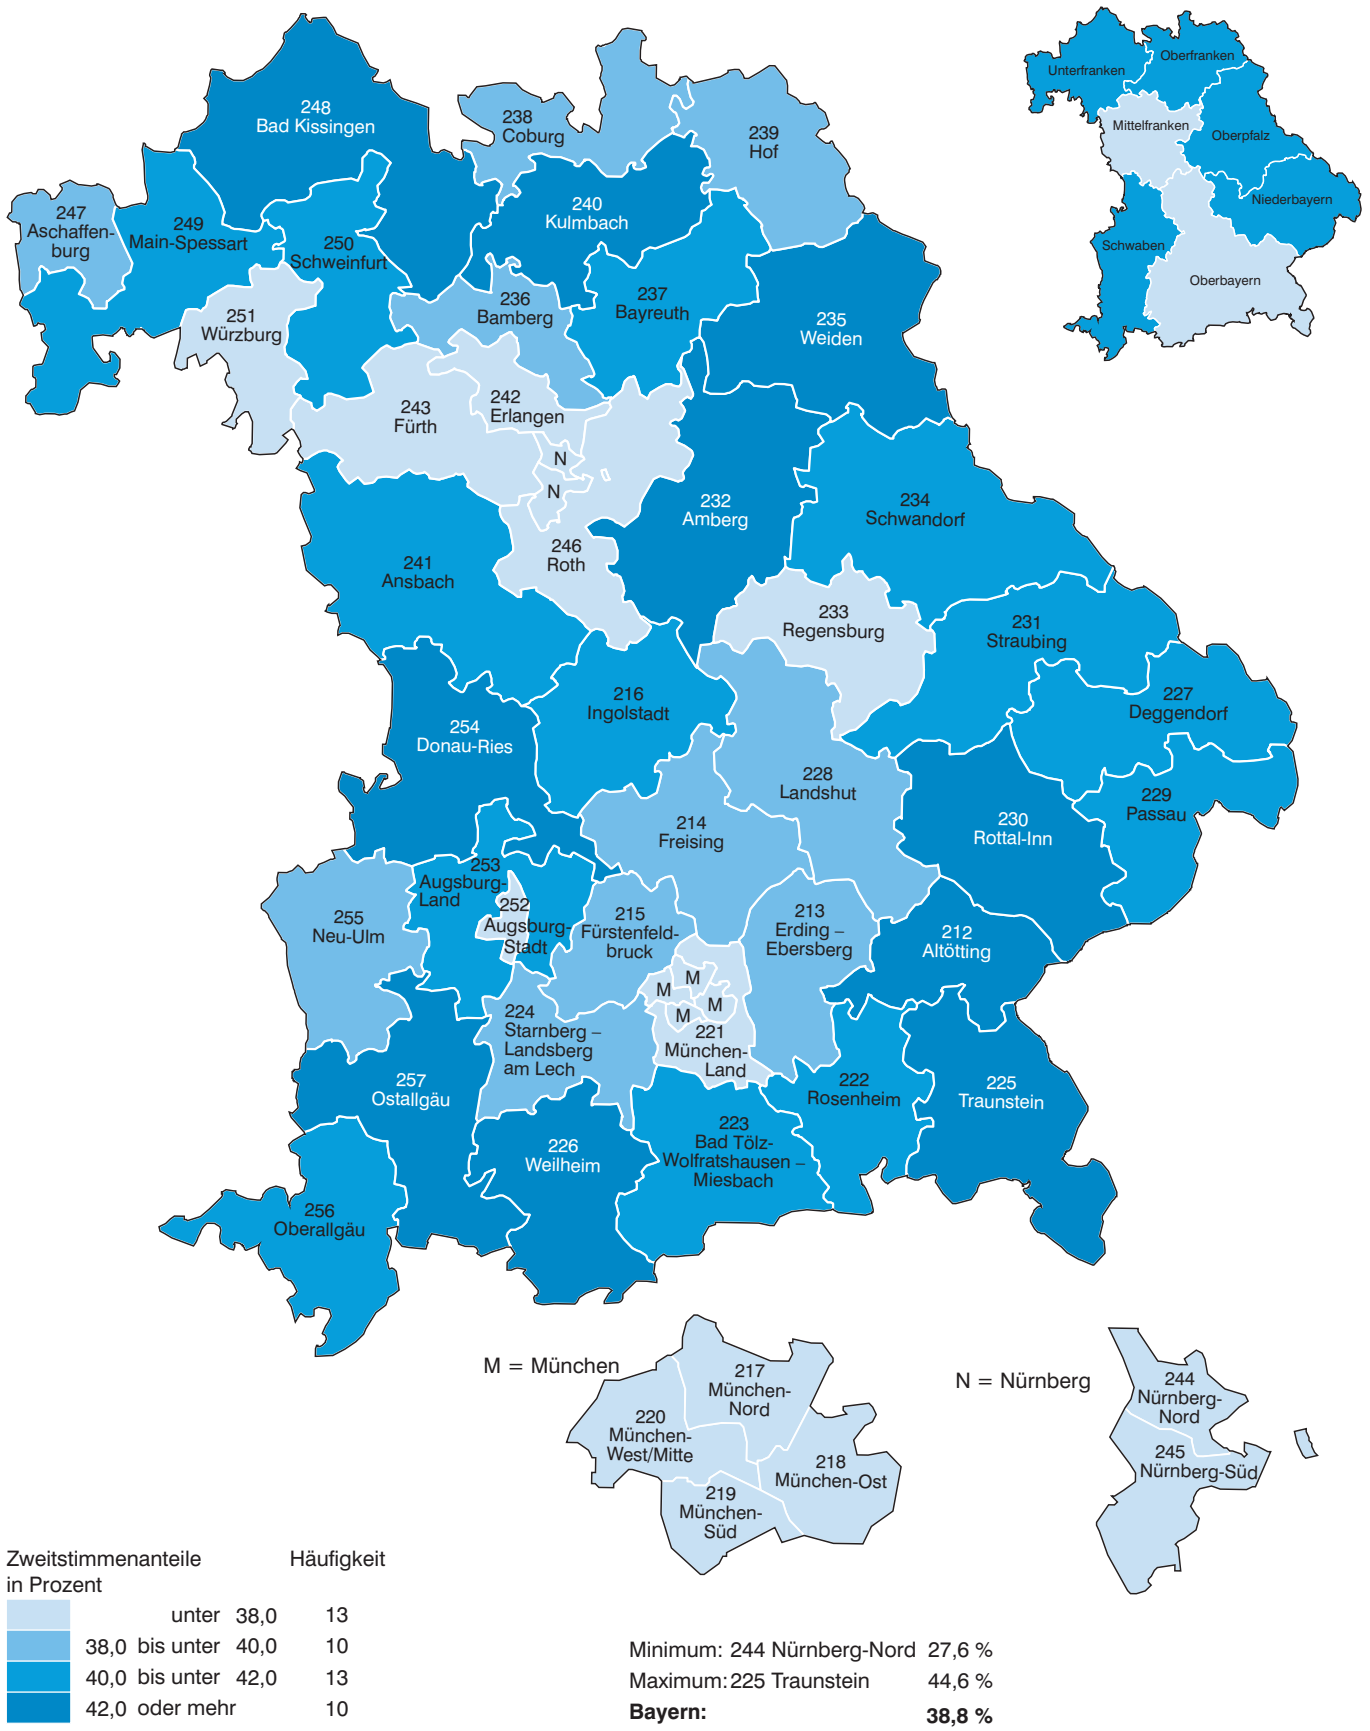 248
Bad Kissingen
238
Coburg
239
Hof
240
Kulmbach
247
Aschaffen-
burg
249
Main-Spessart
250
Schweinfurt
236
Bamberg
237
Bayreuth
235
Weiden
251
Würzburg
243
Fürth
242
Erlangen
N
N
232
Amberg
234
Schwandorf
241
Ansbach
246
Roth
233
Regensburg
231
Straubing
216
Ingolstadt
227
Deggendorf
254
Donau-Ries
228
Landshut
229
Passau
214
Freising
230
Rottal-Inn
253
Augsburg-
Land
252
Augsburg-
Stadt
255
Neu-Ulm
215
Fürstenfeld-
bruck
213
Erding –
Ebersberg
212
Altötting
M
M
M
M
221
München-
Land
224
Starnberg –
Landsberg
am Lech
257
Ostallgäu
222
Rosenheim
225
Traunstein
223
Bad Tölz-
Wolfratshausen –
Miesbach
226
Weilheim
256
Oberallgäu
Unterfranken
Oberfranken
Mittelfranken
Oberpfalz
Niederbayern
Schwaben
Oberbayern
M = München
217
München-
Nord
220
München-
West/Mitte
218
München-Ost
219
München-
Süd
N = Nürnberg
244
Nürnberg-
Nord
245
Nürnberg-Süd
Zweitstimmenanteile Häufigkeit
in Prozent
unter 38,0 13
38,0 bis unter 40,0 10
40,0 bis unter 42,0 13
42,0 oder mehr 10
Minimum: 244 Nürnberg-Nord 27,6 %
Maximum: 225 Traunstein 44,6 %
Bayern: 38,8 %